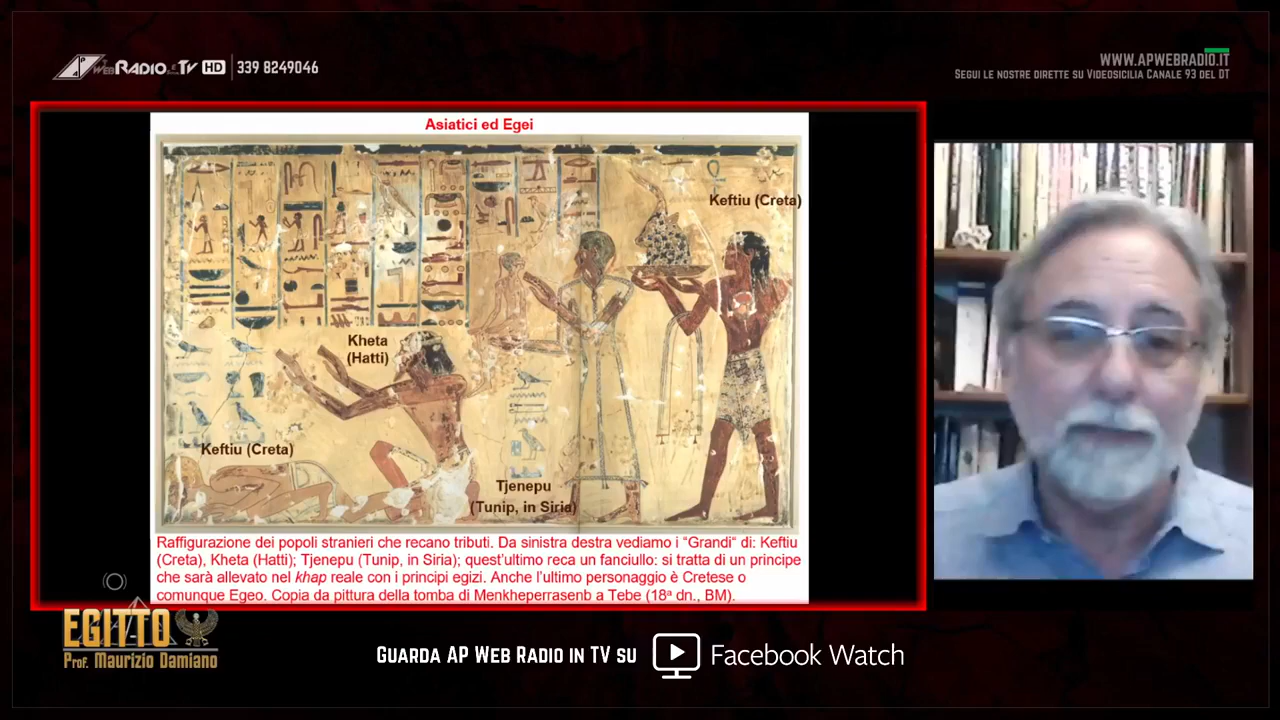 WEB RADIO E TV HD 339 8249046
WWW.APWEBRADIO.IT
SEGUI LE NOSTRE DIRETTE SU VIDEOSICILIA CANALE 93 DEL DT
Asiatici ed Egei
Keftiu (Creta)
Kheta
(Hatti)
Keftiu (Creta)
Tjenepu
(Tunip, in Siria)
Raffigurazione dei popoli stranieri che recano tributi. Da sinistra destra vediamo i "Grandi" di: Keftiu
(Creta), Kheta (Hatti); Tjenepu (Tunip, in Siria); quest'ultimo reca un fanciullo: si tratta di un principe
che sarà allevato nel khap reale con i principi egizi. Anche l'ultimo personaggio è Cretese o
comunque Egeo. Copia da pittura della tomba di Menkheperrasenb a Tebe (18ª dn., BM).
EGITTO
Prof. Maurizio Damiano
GUARDA AP WEB RADIO IN TV SU Facebook Watch